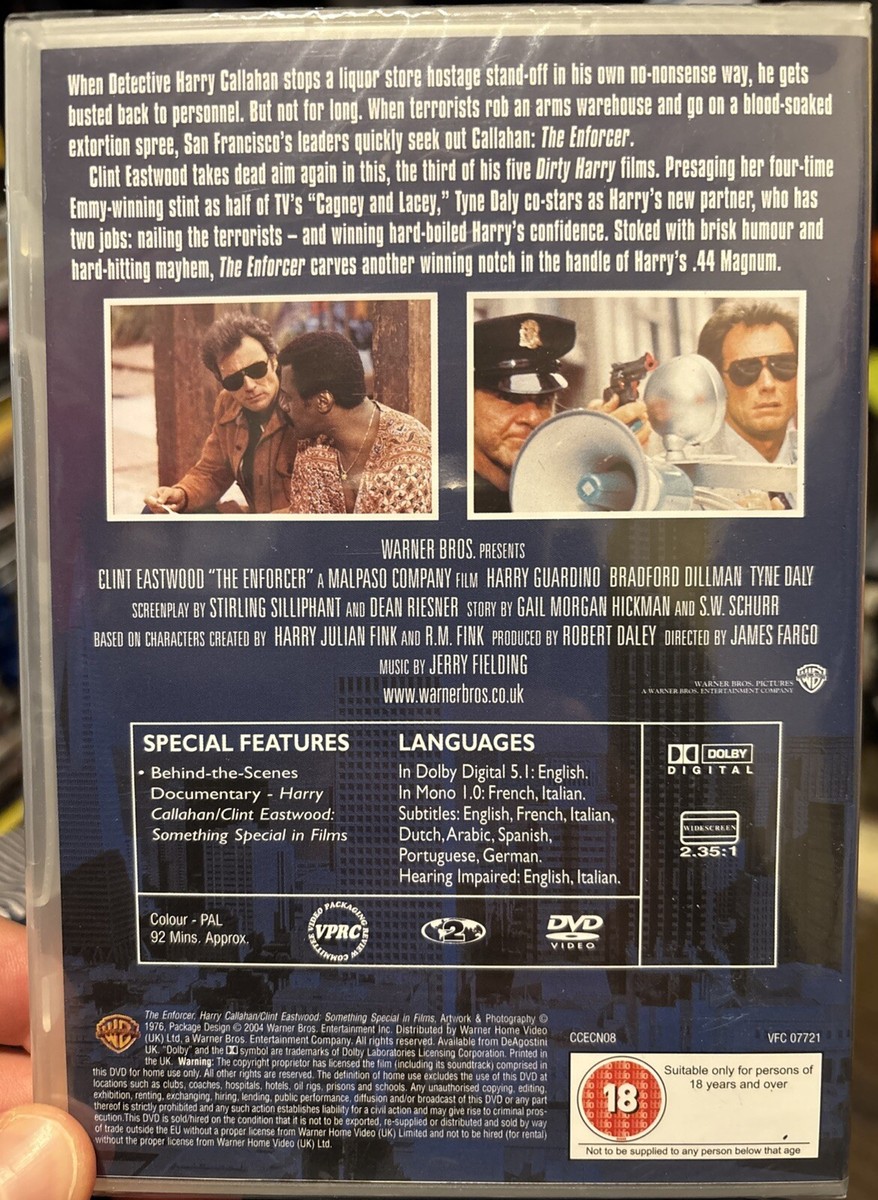 When Detective Harry Callahan stops a liquor store hostage stand-off in his own no-nonsense way, he gets
busted back to personnel. But not for long. When terrorists rob an arms warehouse and go on a blood-soaked
extortion spree, San Francisco's leaders quickly seek out Callahan: The Enforcer.
Clint Eastwood takes dead aim again in this, the third of his five Dirty Harry films. Presaging her four-time
Emmy-winning stint as half of TV's "Cagney and Lacey," Tyne Daly co-stars as Harry's new partner, who has
two jobs: nailing the terrorists – and winning hard-boiled Harry's confidence. Stoked with brisk humour and
hard-hitting mayhem, The Enforcer carves another winning notch in the handle of Harry's .44 Magnum.
WARNER BROS. PRESENTS
CLINT EASTWOOD "THE ENFORCER" A MALPASO COMPANY FILM HARRY GUARDINO BRADFORD DILLMAN TYNE DALY
SCREENPLAY BY STIRLING SILLIPHANT AND DEAN RIESNER STORY BY GAIL MORGAN HICKMAN AND S.W. SCHURR
BASED ON CHARACTERS CREATED BY HARRY JULIAN FINK AND R.M. FINK PRODUCED BY ROBERT DALEY DIRECTED BY JAMES FARGO
MUSIC BY JERRY FIELDING
www.warnerbros.co.uk
WARNER BROS. PICTURES
A WARNER BROS. ENTERTAINMENT COMPANY
WB
SPECIAL FEATURES
• Behind-the-Scenes
Documentary - Harry
Callahan/Clint Eastwood:
Something Special in Films
LANGUAGES
In Dolby Digital 5.1: English.
In Mono 1.0: French, Italian.
Subtitles: English, French, Italian,
Dutch, Arabic, Spanish,
Portuguese, German.
Hearing Impaired: English, Italian.
DOLBY
DIGITAL
WIDESCREEN
2.35:1
Colour - PAL
92 Mins. Approx.
VIDEO PACKAGING REVIEW COMMITTEE
VPRC
2
DVD
VIDEO
WB
The Enforcer, Harry Callahan/Clint Eastwood: Something Special in Films, Artwork & Photography ©
1976, Package Design © 2004 Warner Bros. Entertainment Inc. Distributed by Warner Home Video
(UK) Ltd, a Warner Bros. Entertainment Company. All rights reserved. Available from DeAgostini
UK. "Dolby" and the DD symbol are trademarks of Dolby Laboratories Licensing Corporation. Printed in
the UK. Warning: The copyright proprietor has licensed the film (including its soundtrack) comprised in
this DVD for home use only. All other rights are reserved. The definition of home use excludes the use of this DVD at
locations such as clubs, coaches, hospitals, hotels, oil rigs, prisons and schools. Any unauthorised copying, editing,
exhibition, renting, exchanging, hiring, lending, public performance, diffusion and/or broadcast of this DVD or any part
thereof is strictly prohibited and any such action establishes liability for a civil action and may give rise to criminal pros-
ecution.This DVD is sold/hired on the condition that it is not to be exported, re-supplied or distributed and sold by way
of trade outside the EU without a proper license from Warner Home Video (UK) Limited and not to be hired (for rental)
without the proper license from Warner Home Video (UK) Ltd.
CCECN08
VFC 07721
18
Suitable only for persons of
18 years and over
Not to be supplied to any person below that age